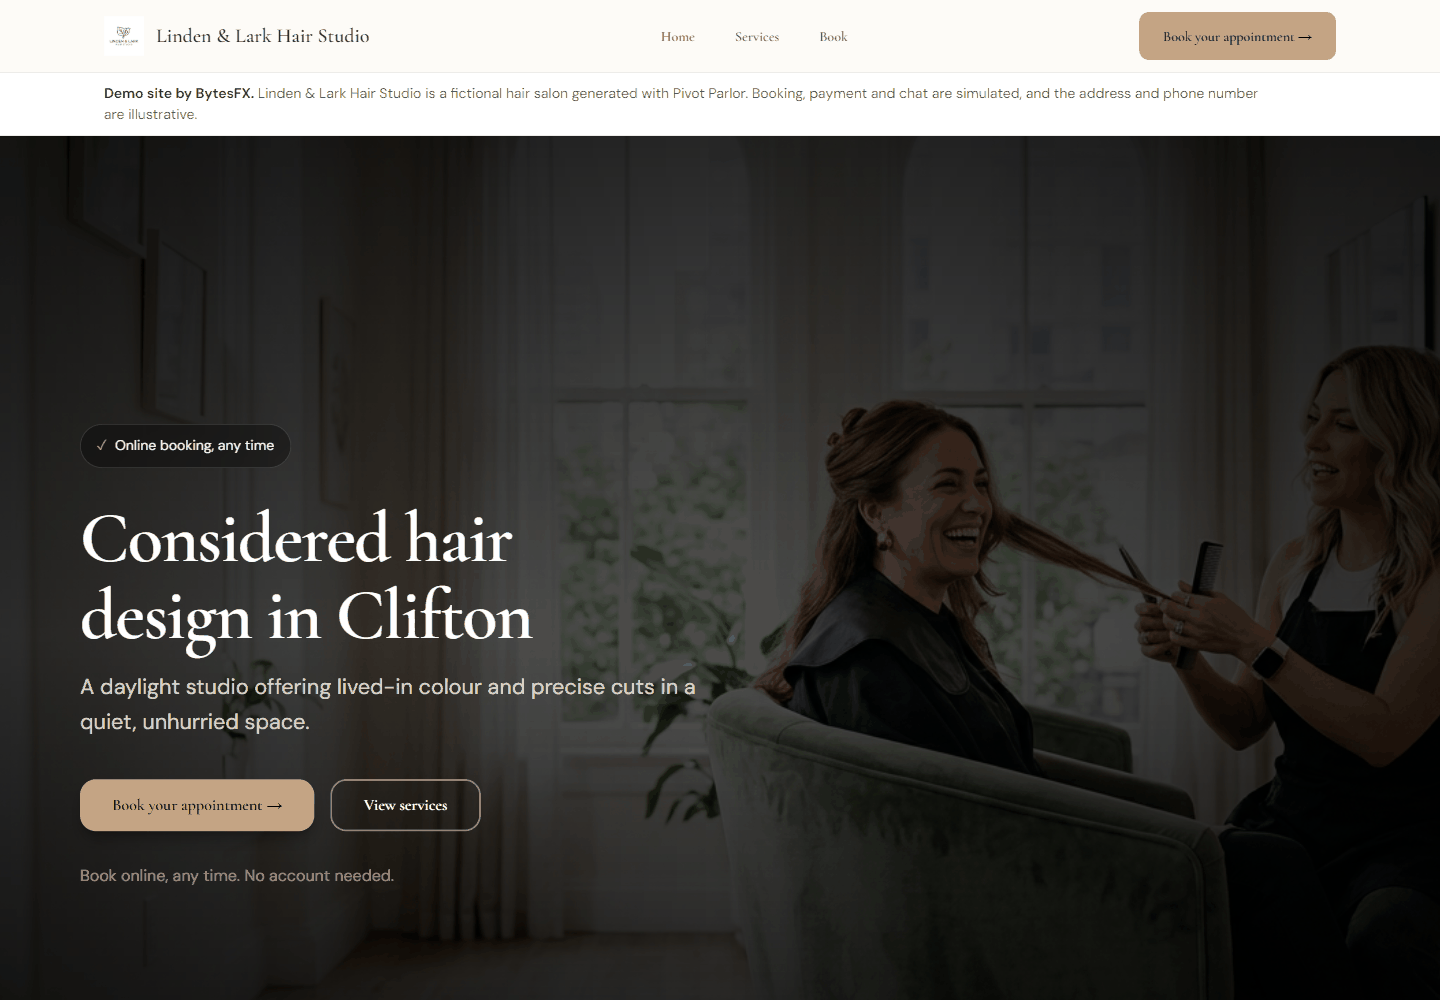 Linden & Lark Hair Studio
Home
Services
Book
Book your appointment →
Demo site by BytesFX. Linden & Lark Hair Studio is a fictional hair salon generated with Pivot Parlor. Booking, payment and chat are simulated, and the address and phone number
are illustrative.
✓ Online booking, any time
Considered hair
design in Clifton
A daylight studio offering lived-in colour and precise cuts in a
quiet, unhurried space.
Book your appointment →
View services
Book online, any time. No account needed.